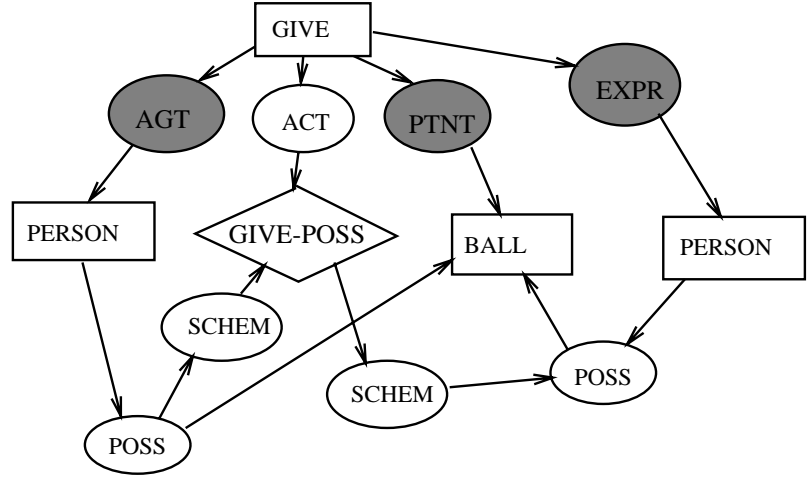 GIVE
EXPR
AGT
ACT
PTNT
PERSON
GIVE-POSS
BALL
PERSON
SCHEM
SCHEM
POSS
POSS